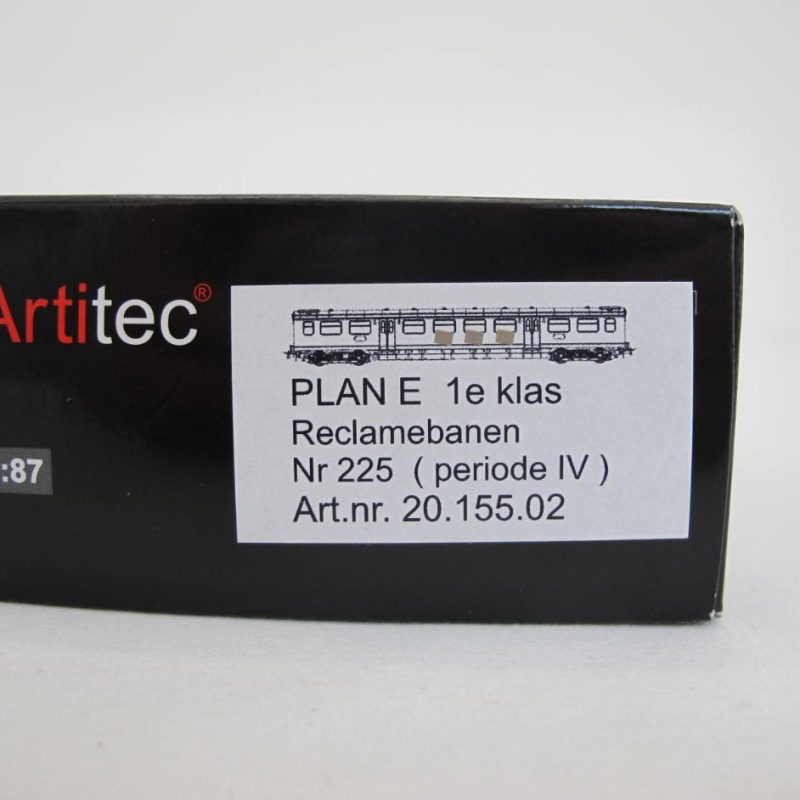 Artitec®
:87
PLAN E 1e klas
Reclamebanen
Nr 225 ( periode IV )
Art.nr. 20.155.02